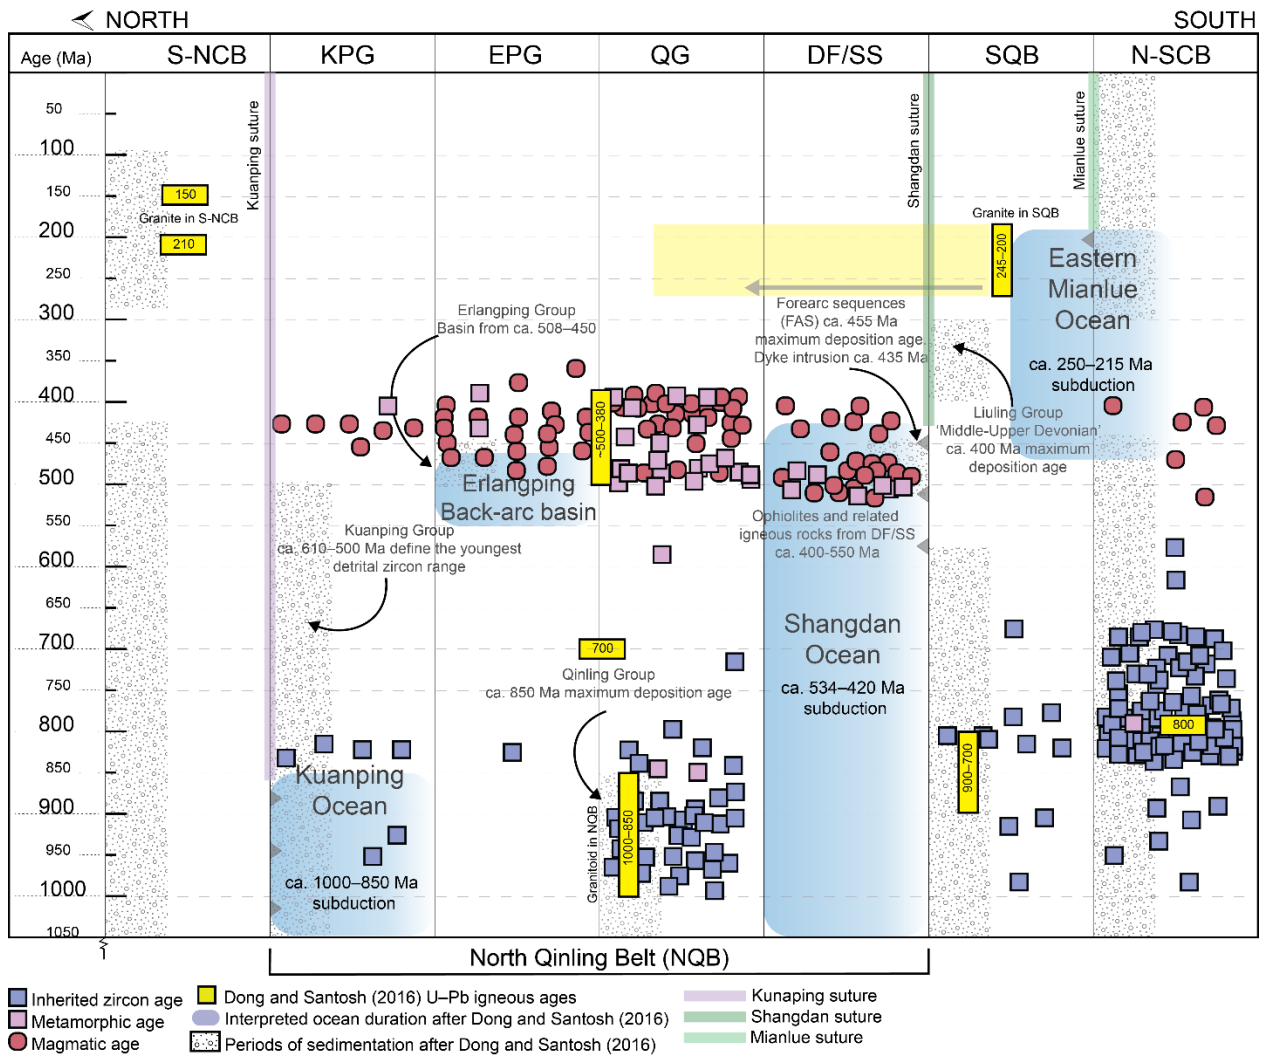 NORTH
SOUTH
Age (Ma)
S-NCB
KPG
EPG
QG
DF/SS
SQB
N-SCB
50
100
150
200
250
300
350
400
450
500
550
600
650
700
750
800
850
900
950
1000
1050
Kuanping suture
Shangdan suture
Mianlue suture
150
Granite in S-NCB
210
Granite in SQB
245–200
Eastern
Mianlue
Ocean
ca. 250–215 Ma
subduction
Erlangping Group
Basin from ca. 508–450
Forearc sequences
(FAS) ca. 455 Ma
maximum deposition age.
Dyke intrusion ca. 435 Ma
Liuling Group
'Middle-Upper Devonian'
ca. 400 Ma maximum
deposition age
~500–380
Erlangping
Back-arc basin
Kuanping Group
ca. 610–500 Ma define the youngest
detrital zircon range
Ophiolites and related
igneous rocks from DF/SS
ca. 400-550 Ma
Shangdan
Ocean
ca. 534–420 Ma
subduction
700
Qinling Group
ca. 850 Ma maximum deposition age
800
900–700
Kuanping
Ocean
ca. 1000–850 Ma
subduction
Granitoid in NQB
1000–850
North Qinling Belt (NQB)
Inherited zircon age
Metamorphic age
Magmatic age
Dong and Santosh (2016) U–Pb igneous ages
Interpreted ocean duration after Dong and Santosh (2016)
Periods of sedimentation after Dong and Santosh (2016)
Kunaping suture
Shangdan suture
Mianlue suture